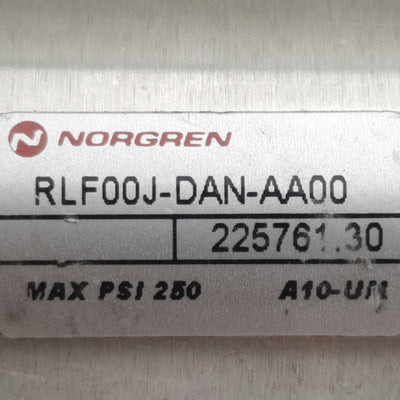 NORGREN
RLF00J-DAN-AA00
225761.30
MAX PSI 250